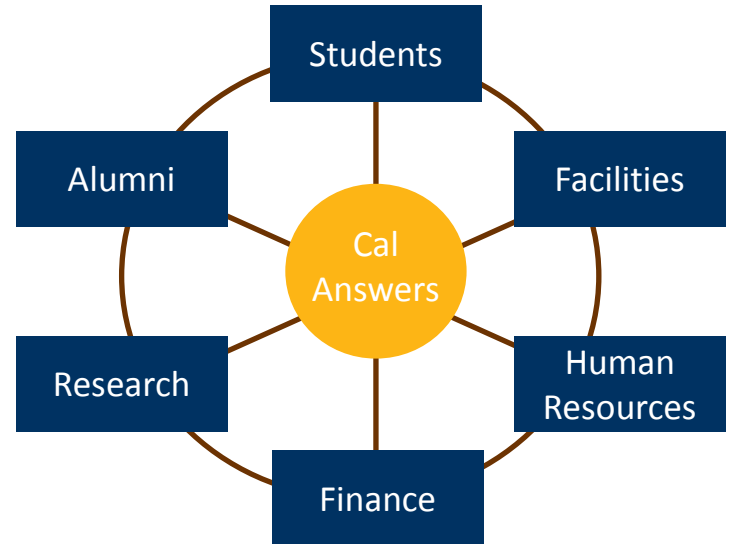 Students
Alumni
Facilities
Cal
Answers
Research
Human
Resources
Finance